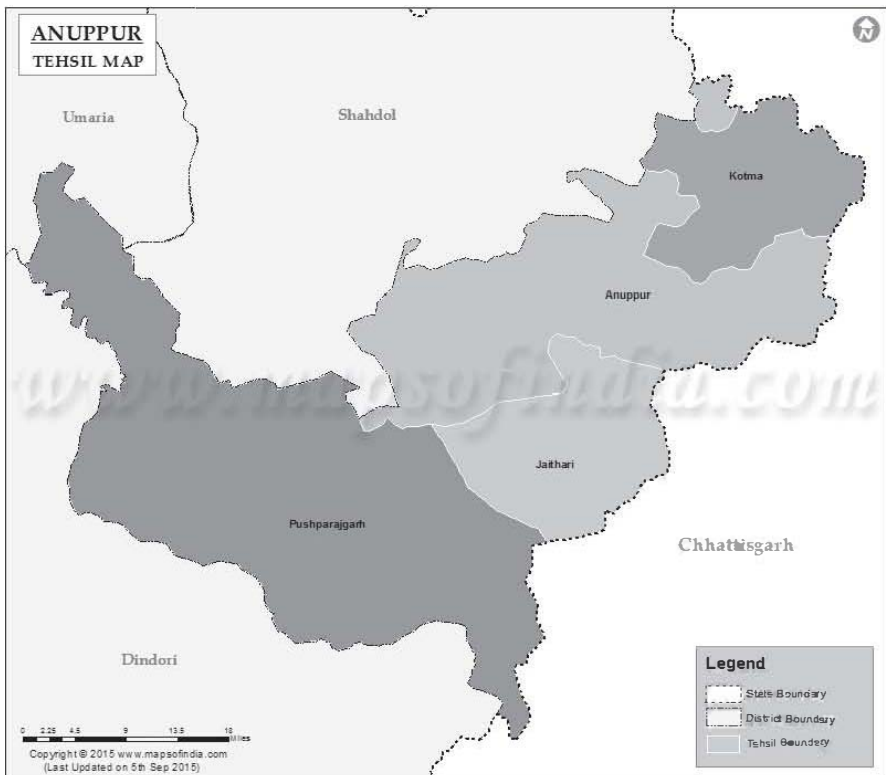 ANUPPUR
TEHSIL MAP
N
Umaria
Shahdol
Kotma
Anuppur
www.mapsofindia.com
Jaithari
Pushparajgarh
Chhattisgarh
Dindori
Legend
State Boundary
District Boundary
Tehsil Boundary
0 2.25 4.5 9 13.5 18
Miles
Copyright © 2015 www.mapsofindia.com
(Last Updated on 5th Sep 2015)